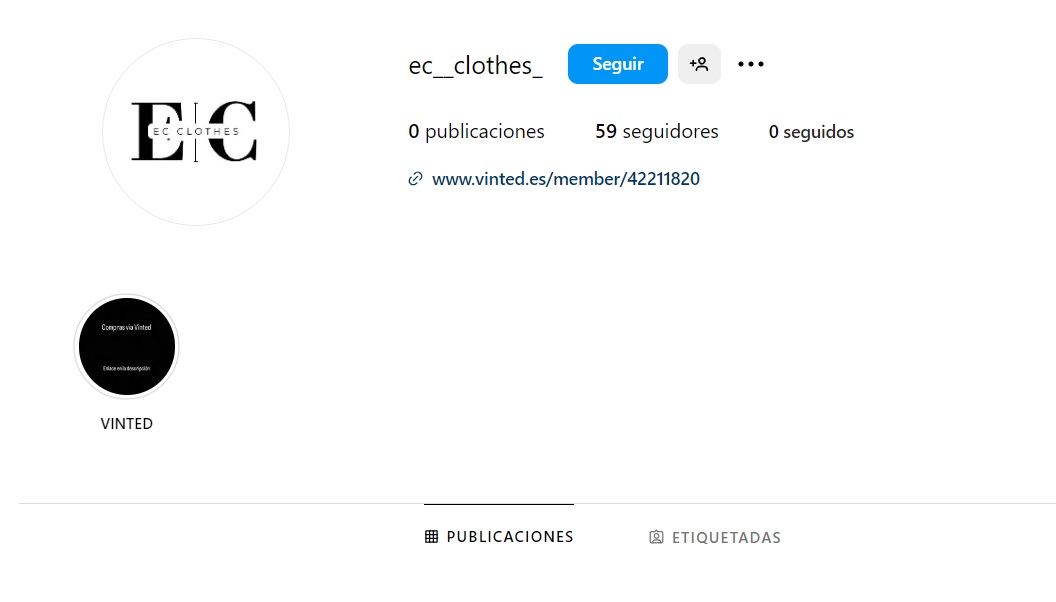 EC
EC CLOTHES
ec__clothes_ Seguir
0 publicaciones 59 seguidores 0 seguidos
www.vinted.es/member/42211820
Compras via Vinted
Enlace en la descripción
VINTED
PUBLICACIONES ETIQUETADAS